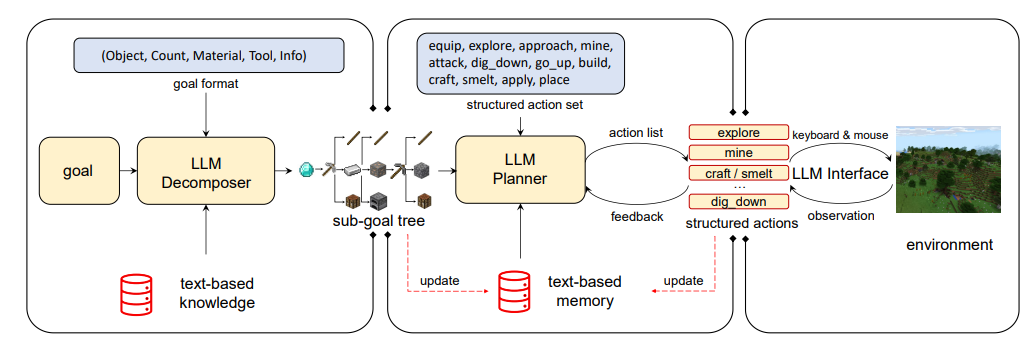 (Object, Count, Material, Tool, Info)
goal format
goal
LLM
Decomposer
sub-goal tree
text-based
knowledge
equip, explore, approach, mine,
attack, dig_down, go_up, build,
craft, smelt, apply, place
structured action set
LLM
Planner
action list
feedback
update
text-based
memory
update
explore
mine
craft / smelt
...
dig_down
structured actions
keyboard & mouse
LLM Interface
observation
environment